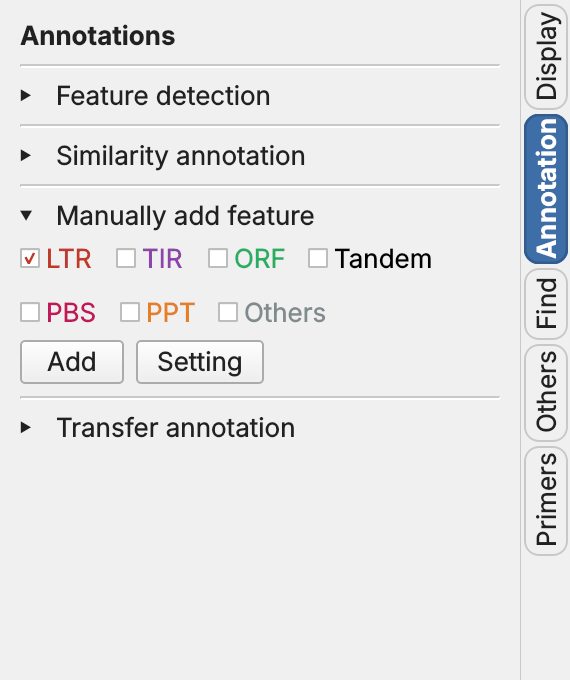 Annotations
Feature detection
Similarity annotation
Manually add feature
LTR TIR ORF Tandem
PBS PPT Others
Add Setting
Transfer annotation
Display
Annotation
Find
Others
Primers